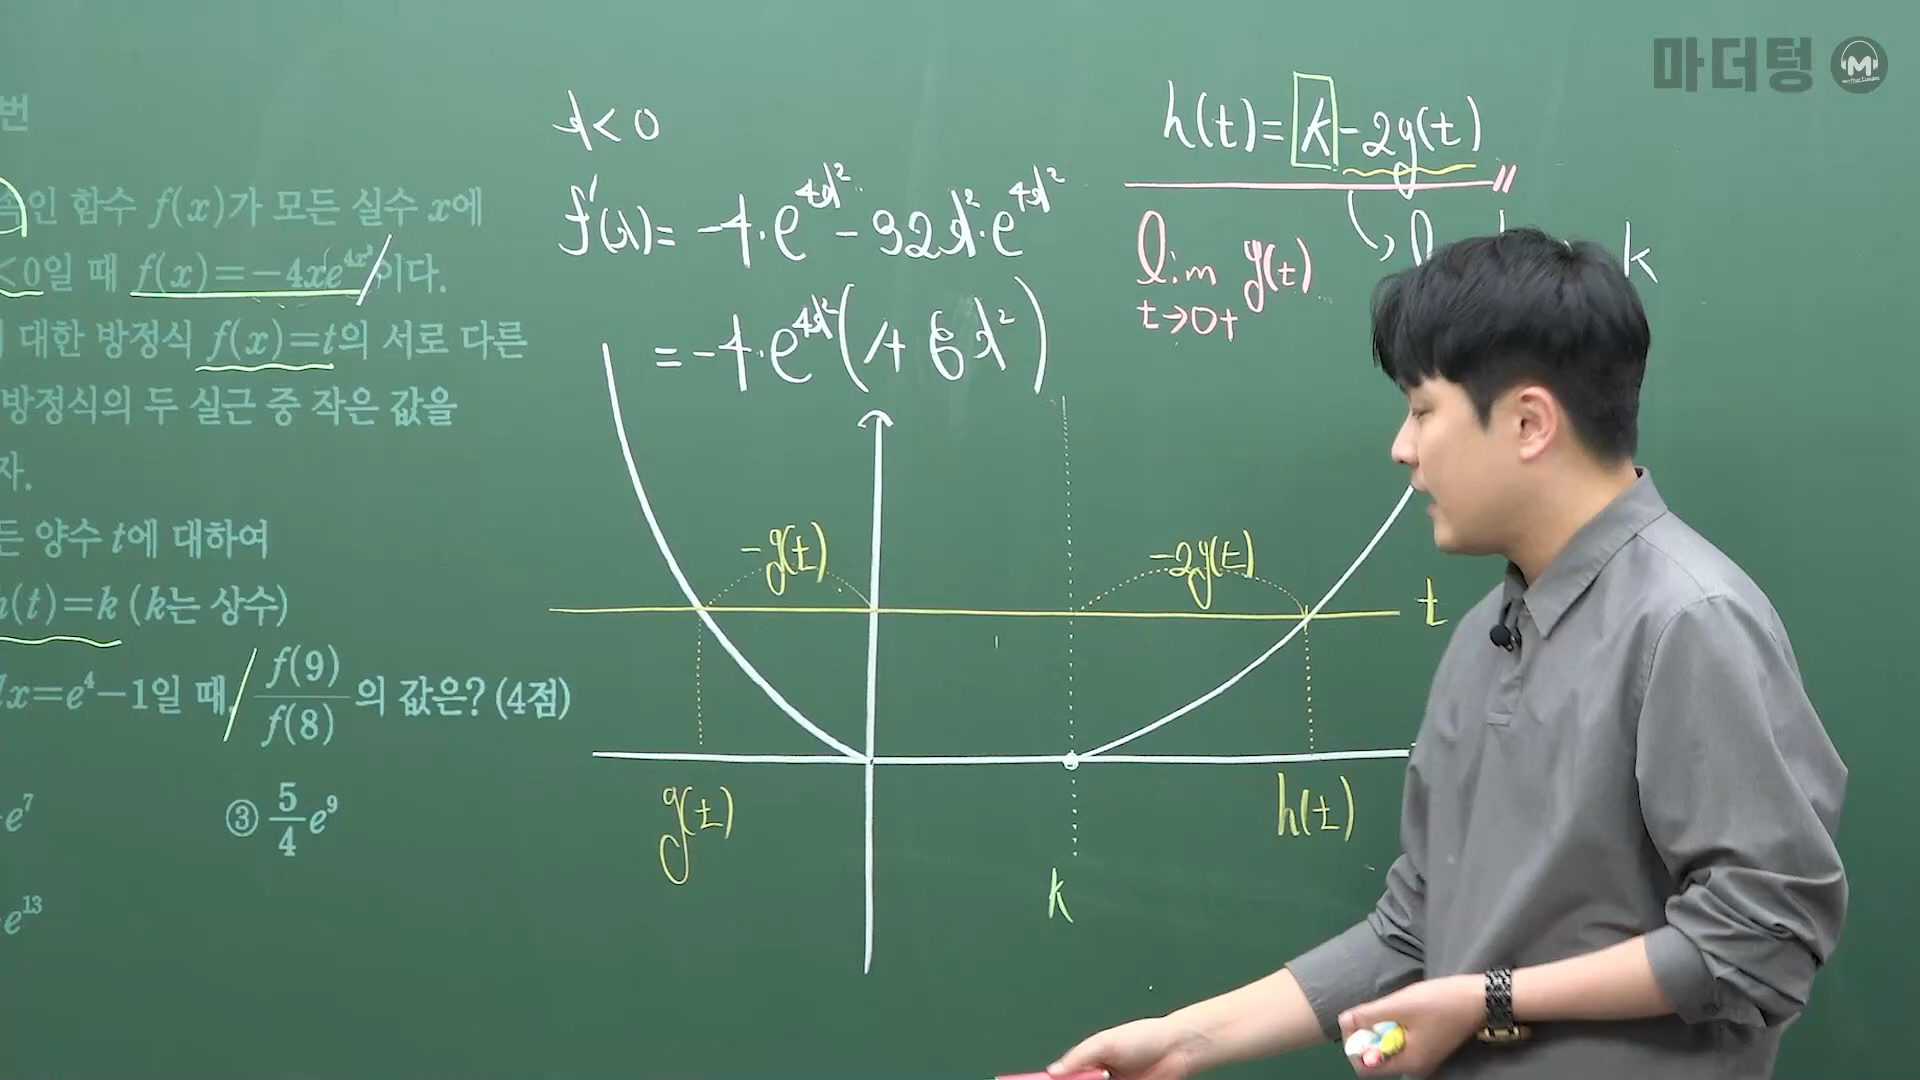 마더텅
번
인 함수 f(x)가 모든 실수 x에
<0일 때 f(x)=-4xe^{4x²}이다.
대한 방정식 f(x)=t의 서로 다른
방정식의 두 실근 중 작은 값을
자.
양수 t에 대하여
h(t)=k (k는 상수)
x=e⁴-1일 때, f(9)/f(8)의 값은? (4점)
e⁷
③ 5/4 e⁹
e¹³
x<0
f'(x)=-4·e^{4x²}-32x²·e^{4x²}
=-4·e^{4x²}(1+8x²)
h(t)=k-2g(t)
lim g(t)
t→0+
k
-g(t)
-2g(t)
t
g(t)
h(t)
k